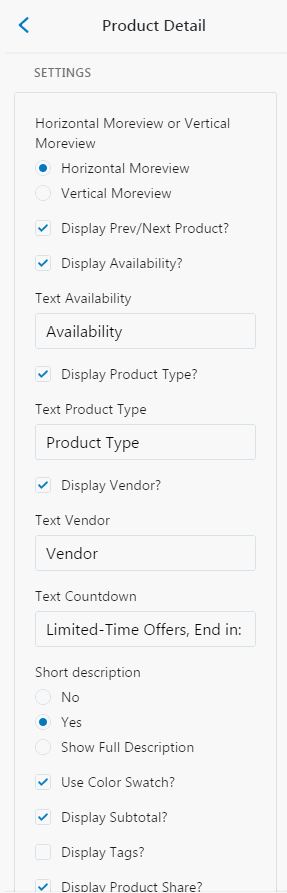 Product Detail
SETTINGS
Horizontal Moreview or Vertical
Moreview
Horizontal Moreview
Vertical Moreview
Display Prev/Next Product?
Display Availability?
Text Availability
Availability
Display Product Type?
Text Product Type
Product Type
Display Vendor?
Text Vendor
Vendor
Text Countdown
Limited-Time Offers, End in:
Short description
No
Yes
Show Full Description
Use Color Swatch?
Display Subtotal?
Display Tags?
Display Product Share?